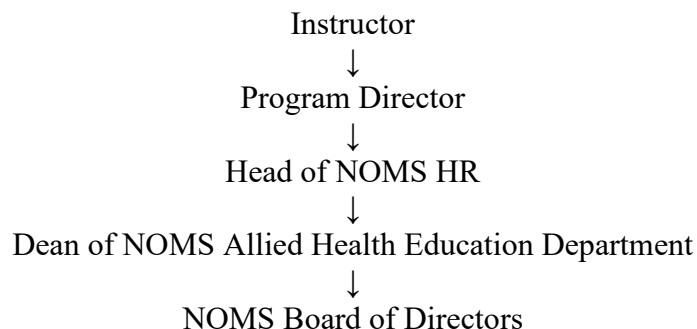 Instructor
↓
Program Director
↓
Head of NOMS HR
↓
Dean of NOMS Allied Health Education Department
↓
NOMS Board of Directors